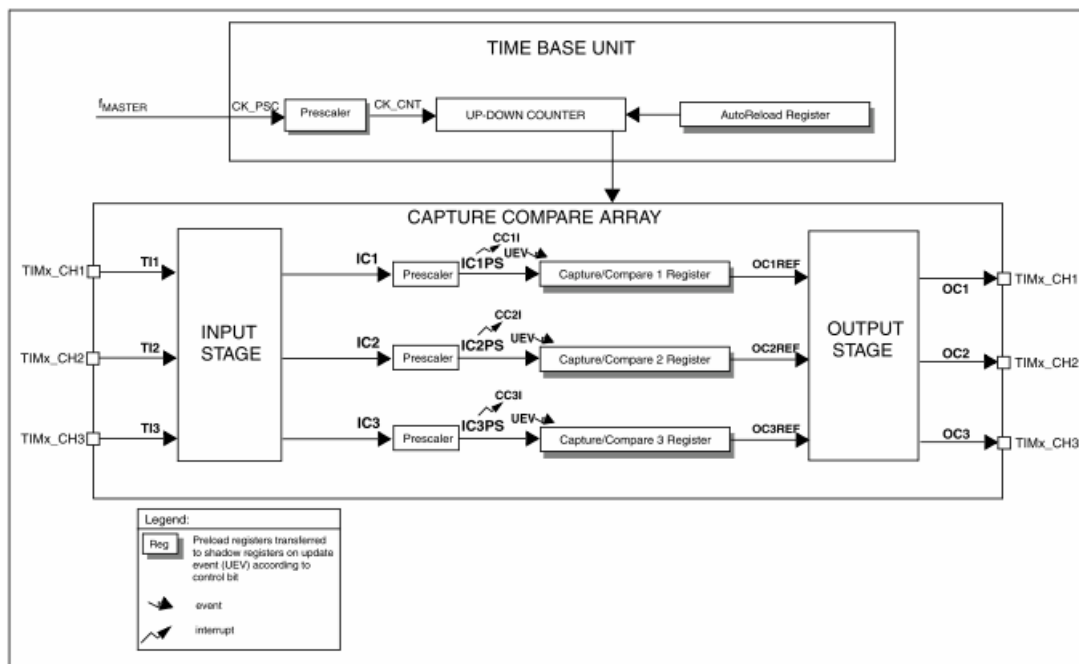 TIME BASE UNIT
fMASTER
CK_PSC
Prescaler
CK_CNT
UP-DOWN COUNTER
AutoReload Register
CAPTURE COMPARE ARRAY
TIMx_CH1
TI1
INPUT
STAGE
IC1
Prescaler
IC1PS
CC1I
UEV
Capture/Compare 1 Register
OC1REF
OUTPUT
STAGE
OC1
TIMx_CH1
TIMx_CH2
TI2
IC2
Prescaler
IC2PS
CC2I
UEV
Capture/Compare 2 Register
OC2REF
OC2
TIMx_CH2
TIMx_CH3
TI3
IC3
Prescaler
IC3PS
CC3I
UEV
Capture/Compare 3 Register
OC3REF
OC3
TIMx_CH3
Legend:
Reg
Preload registers transferred
to shadow registers on update
event (UEV) according to
control bit
event
interrupt